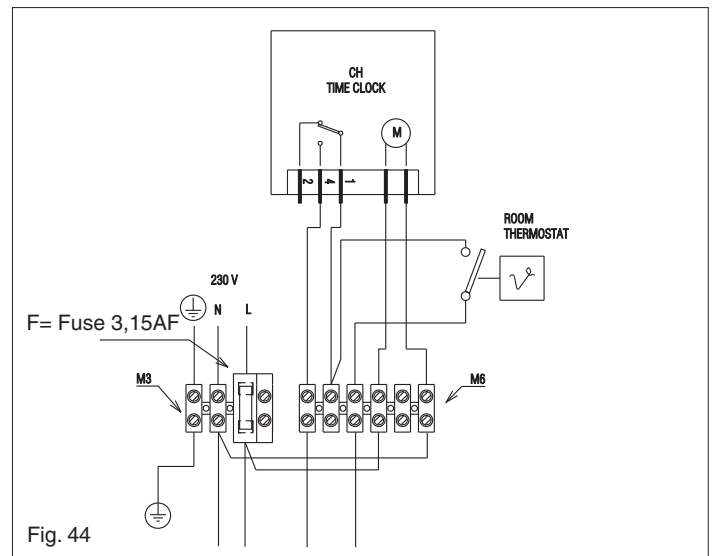 CH
TIME CLOCK
M
2 4 1
ROOM
THERMOSTAT
230 V
N L
F= Fuse 3,15AF
M3
M6
Fig. 44